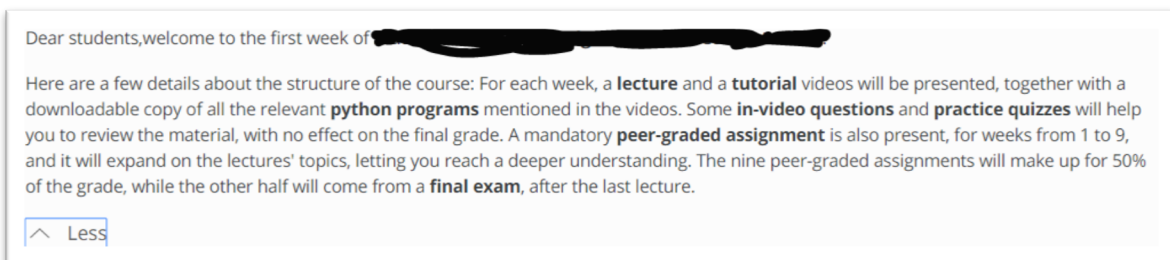 Dear students,welcome to the first week of
Here are a few details about the structure of the course: For each week, a lecture and a tutorial videos will be presented, together with a
downloadable copy of all the relevant python programs mentioned in the videos. Some in-video questions and practice quizzes will help
you to review the material, with no effect on the final grade. A mandatory peer-graded assignment is also present, for weeks from 1 to 9,
and it will expand on the lectures' topics, letting you reach a deeper understanding. The nine peer-graded assignments will make up for 50%
of the grade, while the other half will come from a final exam, after the last lecture.
Less